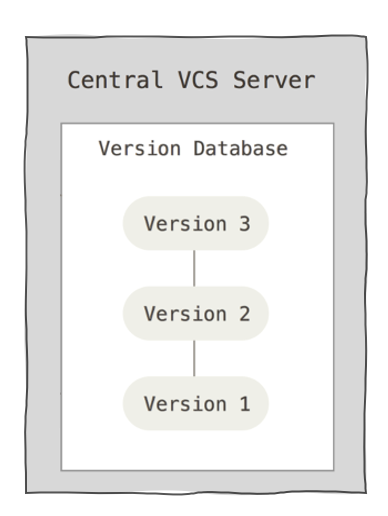 Central VCS Server
Version Database
Version 3
Version 2
Version 1